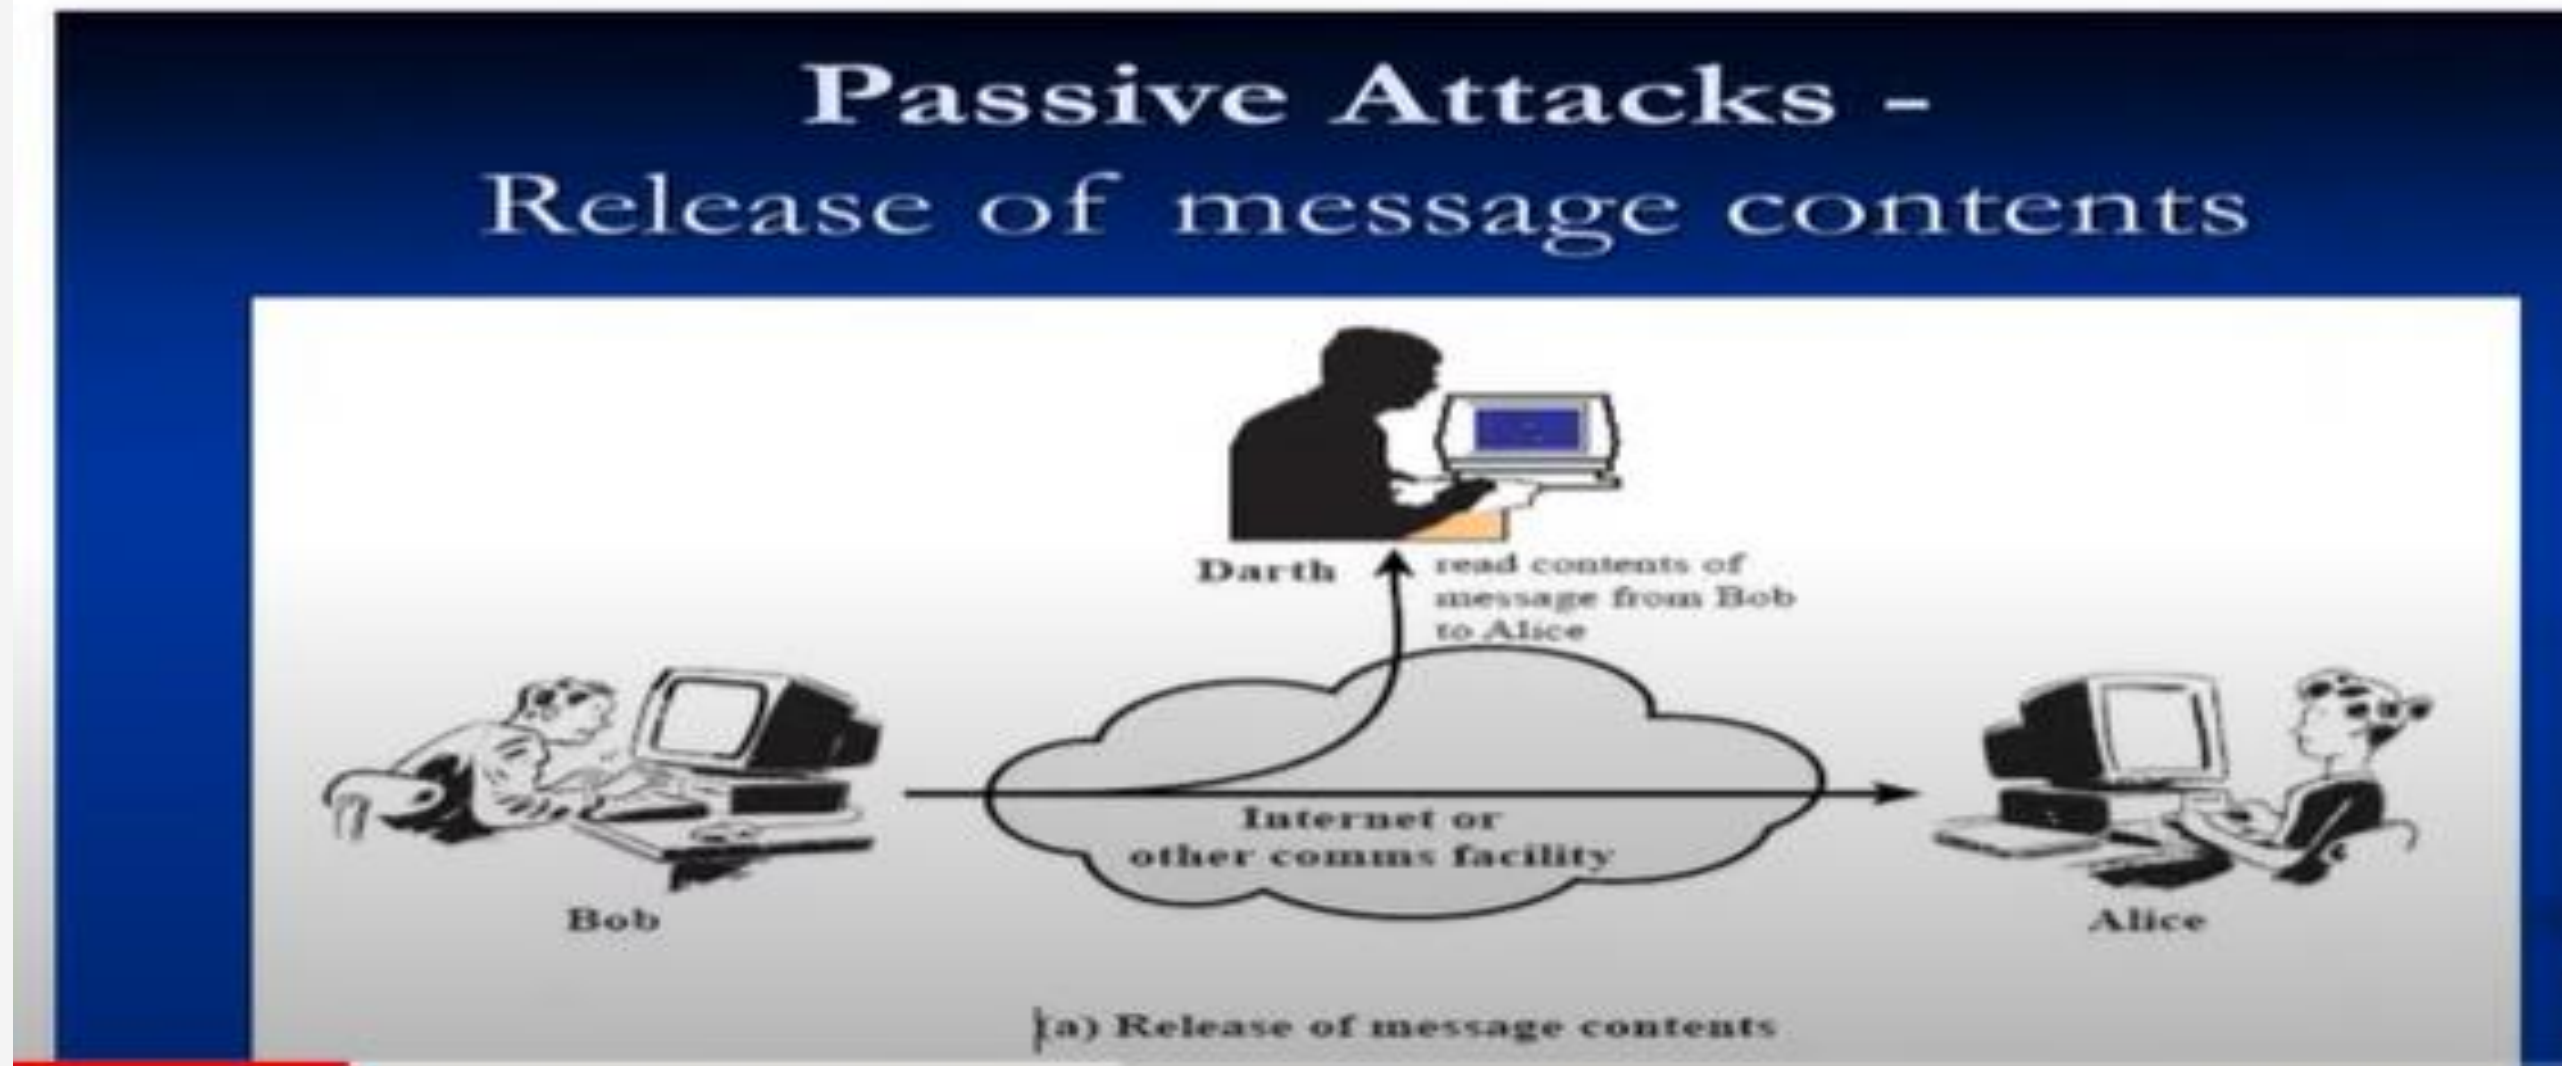 Passive Attacks -
Release of message contents
Darth
read contents of
message from Bob
to Alice
Internet or
other comms facility
Bob
Alice
(a) Release of message contents